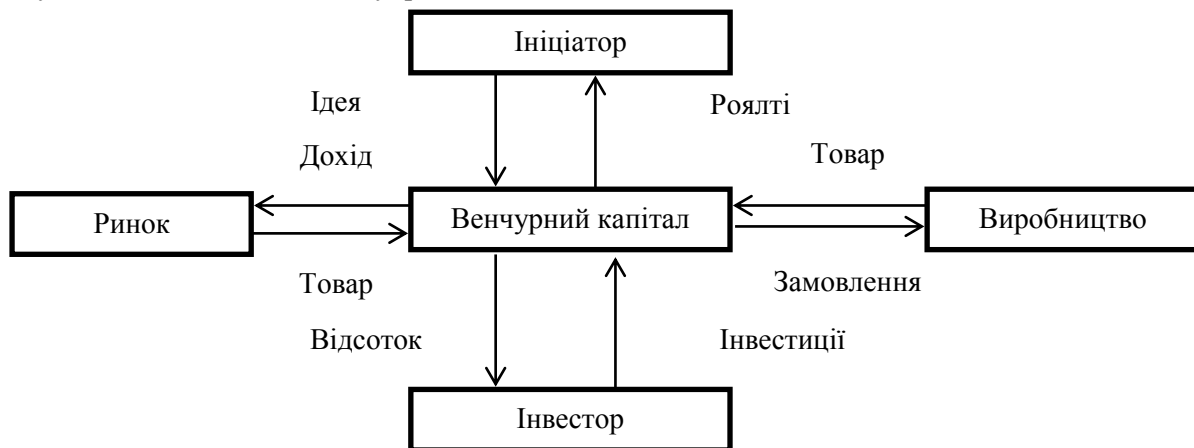 Ініціатор
Ідея
Роялті
Дохід
Товар
Ринок
Венчурний капітал
Виробництво
Товар
Замовлення
Відсоток
Інвестиції
Інвестор